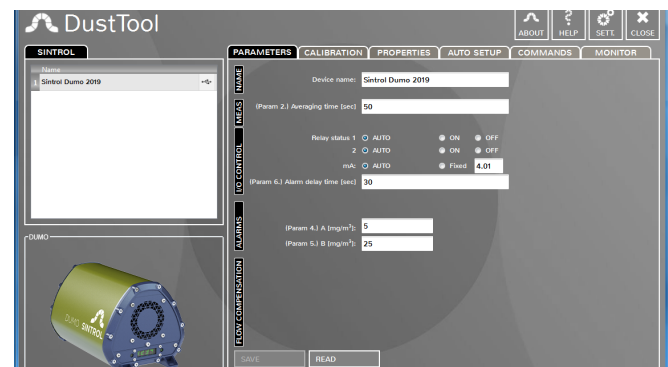 DustTool
ABOUT HELP SETT. CLOSE
SINTROL
PARAMETERS CALIBRATION PROPERTIES AUTO SETUP COMMANDS MONITOR
Name
1 Sintrol Dumo 2019
NAME
Device name: Sintrol Dumo 2019
MEAS
(Param 2.) Averaging time [sec] 50
I/O CONTROL
Relay status 1 AUTO ON OFF
2 AUTO ON OFF
mA: AUTO Fixed 4.01
(Param 6.) Alarm delay time [sec] 30
ALARMS
(Param 4.) A [mg/m³]: 5
(Param 5.) B [mg/m³]: 25
FLOW COMPENSATION
SAVE READ
DUMO
DUMO SINTROL